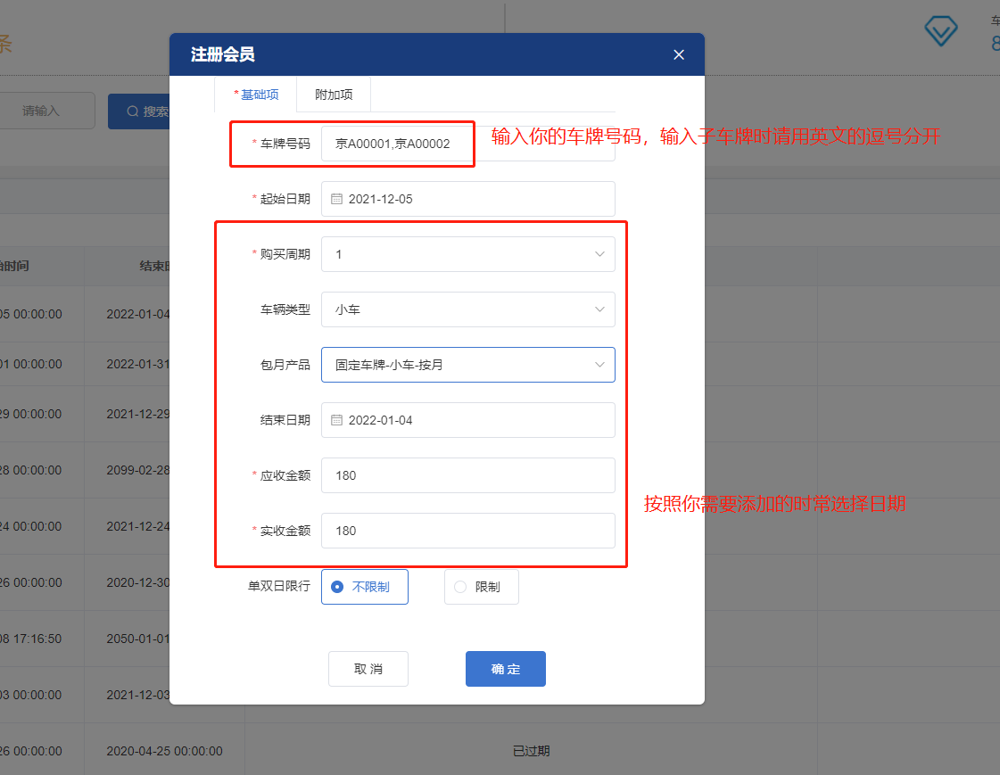 条
车
8
注册会员
*基础项
附加项
请输入
搜索
* 车牌号码
京A00001,京A00002
输入你的车牌号码，输入子车牌时请用英文的逗号分开
* 起始日期
2021-12-05
* 购买周期
1
始时间
结束时
车辆类型
小车
05 00:00:00
2022-01-04
包月产品
固定车牌-小车-按月
01 00:00:00
2022-01-31
结束日期
2022-01-04
29 00:00:00
2021-12-29
* 应收金额
180
28 00:00:00
2099-02-28
按照你需要添加的时常选择日期
* 实收金额
180
24 00:00:00
2021-12-24
单双日限行
不限制
限制
26 00:00:00
2020-12-30
08 17:16:50
2050-01-01
取消
确定
03 00:00:00
2021-12-03
26 00:00:00
2020-04-25 00:00:00
已过期